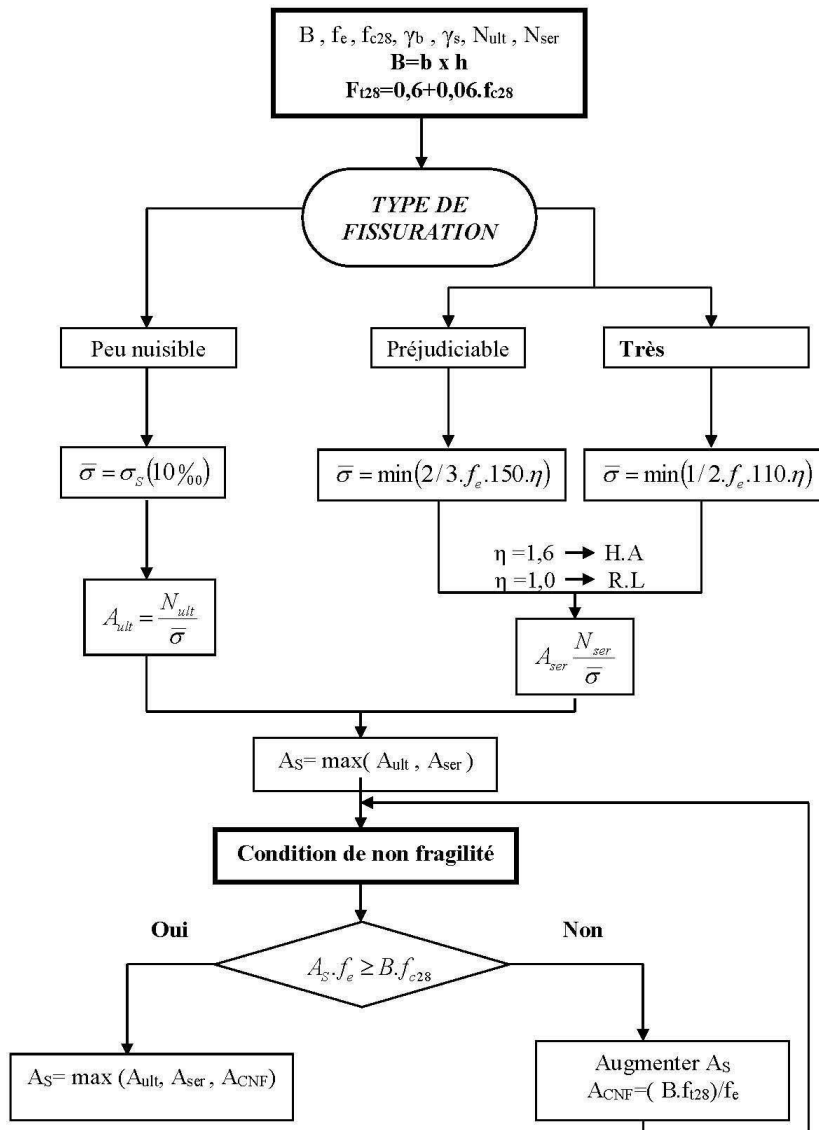 B , fe , fc28, γb , γs, Nult , Nser
B=b x h
Ft28=0,6+0,06.fc28
TYPE DE
FISSURATION
Peu nuisible
Préjudiciable
Très
σ̅ = σS(10‰)
σ̅ = min(2/3.fe.150.η)
σ̅ = min(1/2.fe.110.η)
η =1,6 → H.A
η =1,0 → R.L
Ault = Nult / σ̅
Aser Nser / σ̅
AS= max( Ault , Aser )
Condition de non fragilité
Oui
Non
AS.fe ≥ B.fc28
AS= max (Ault, Aser , ACNF)
Augmenter AS
ACNF=( B.ft28)/fe